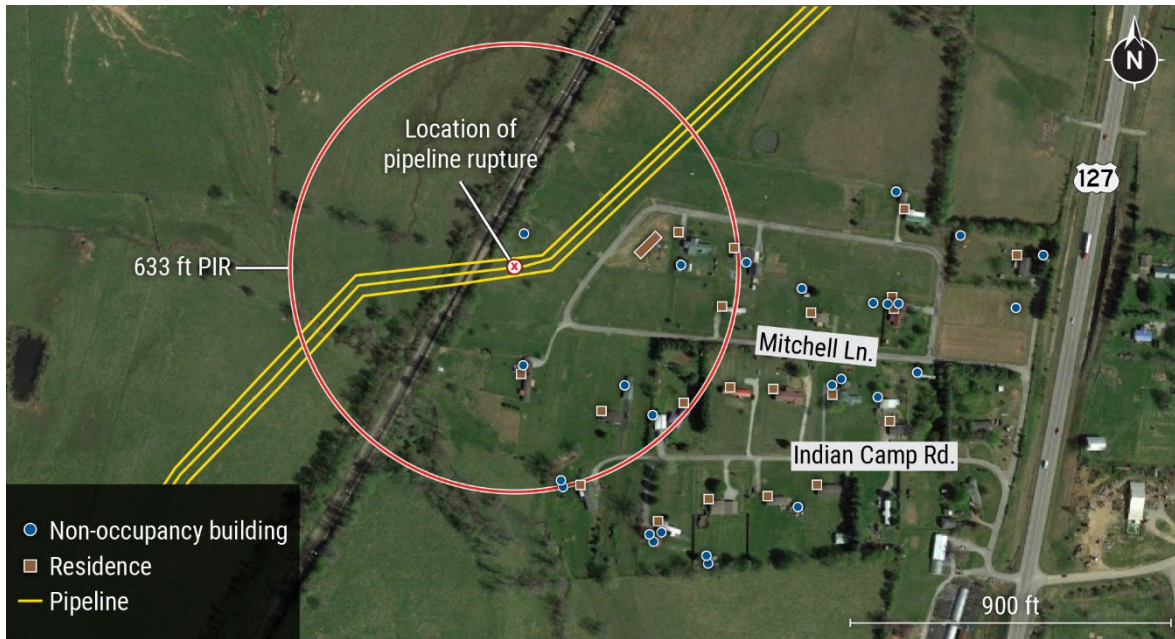 N
Location of
pipeline rupture
127
633 ft PIR
x
Mitchell Ln.
Indian Camp Rd.
Non-occupancy building
Residence
Pipeline
900 ft